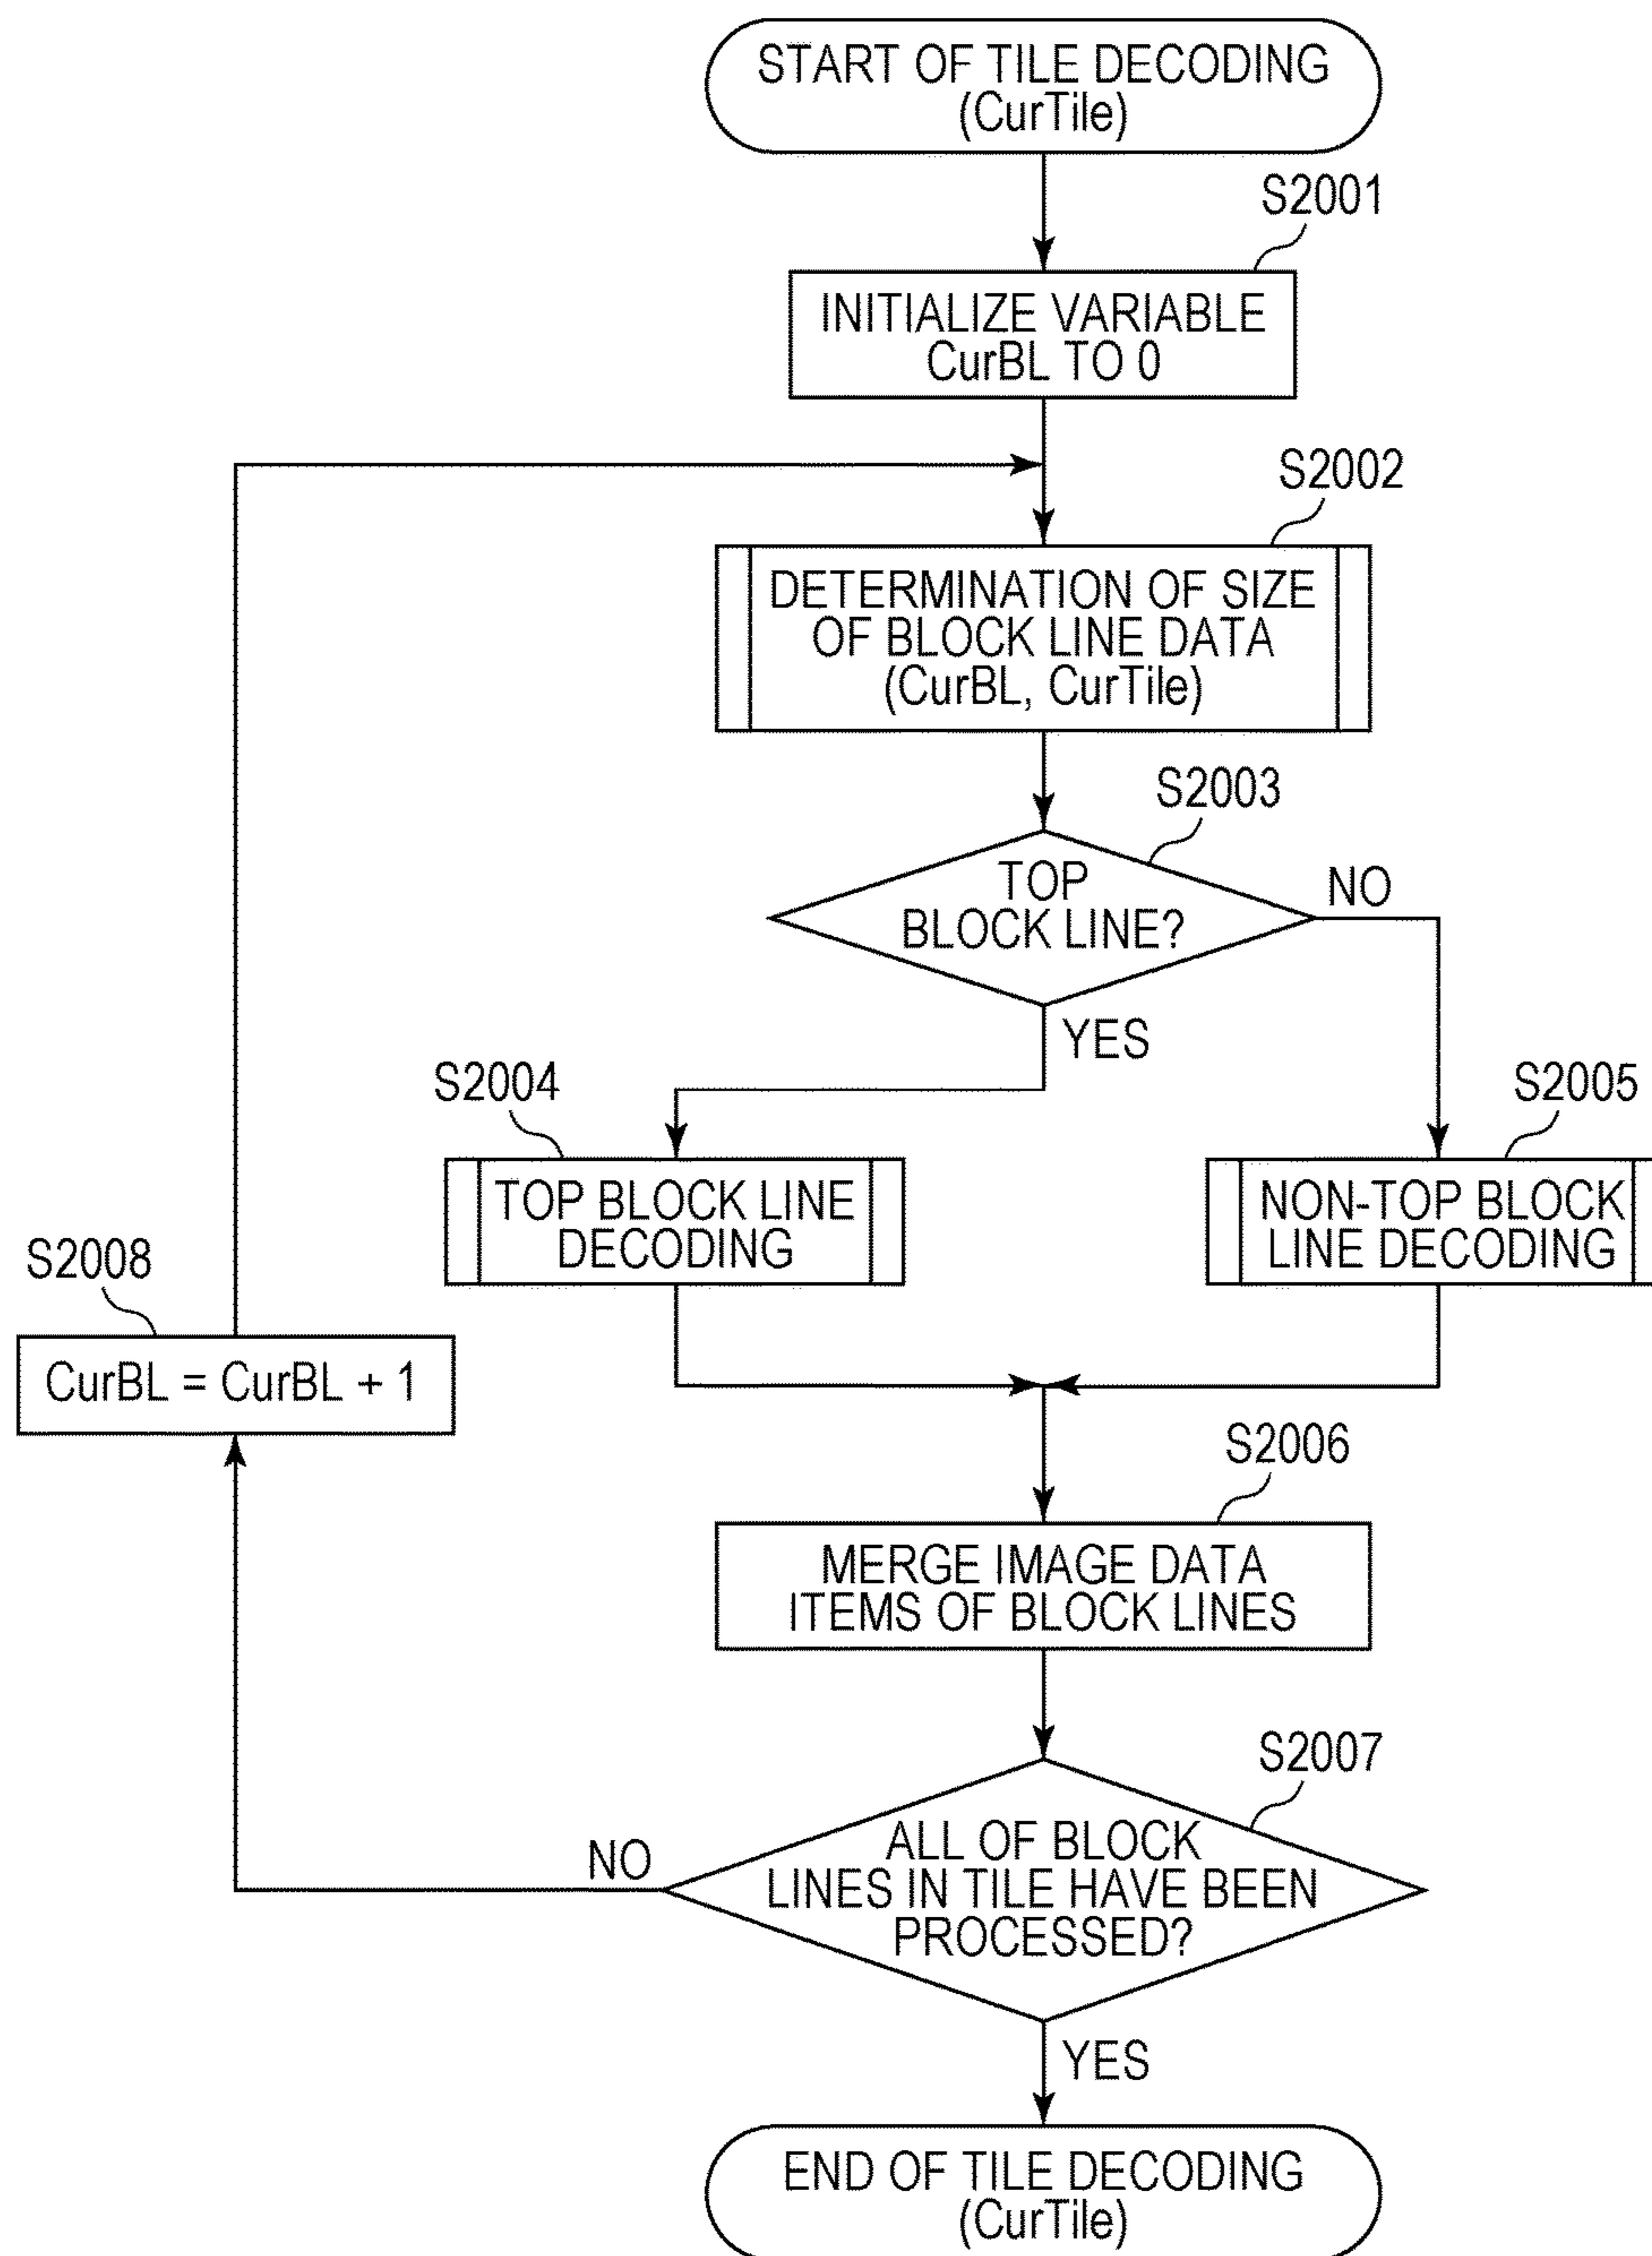 START OF TILE DECODING
(CurTile)
S2001
INITIALIZE VARIABLE
CurBL TO 0
S2002
DETERMINATION OF SIZE
OF BLOCK LINE DATA
(CurBL, CurTile)
S2003
TOP
BLOCK LINE?
NO
YES
S2004
TOP BLOCK LINE
DECODING
S2005
NON-TOP BLOCK
LINE DECODING
S2008
CurBL = CurBL + 1
S2006
MERGE IMAGE DATA
ITEMS OF BLOCK LINES
S2007
ALL OF BLOCK
LINES IN TILE HAVE BEEN
PROCESSED?
NO
YES
END OF TILE DECODING
(CurTile)